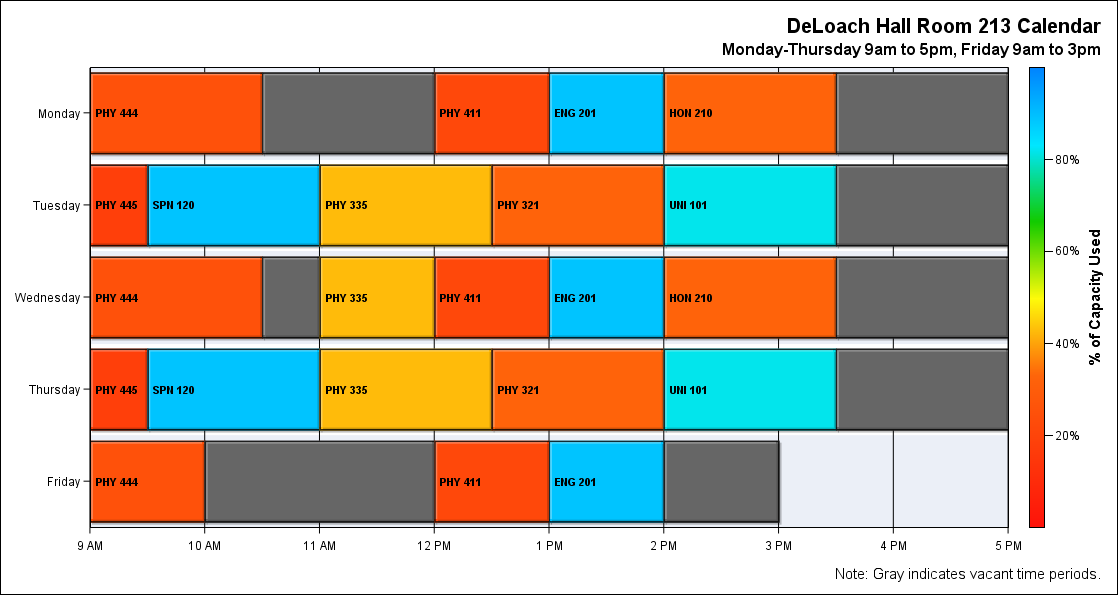 DeLoach Hall Room 213 Calendar
Monday-Thursday 9am to 5pm, Friday 9am to 3pm
Monday
PHY 444
PHY 411
ENG 201
HON 210
Tuesday
PHY 445
SPN 120
PHY 335
PHY 321
UNI 101
Wednesday
PHY 444
PHY 335
PHY 411
ENG 201
HON 210
Thursday
PHY 445
SPN 120
PHY 335
PHY 321
UNI 101
Friday
PHY 444
PHY 411
ENG 201
9 AM
10 AM
11 AM
12 PM
1 PM
2 PM
3 PM
4 PM
5 PM
80%
60%
40%
20%
% of Capacity Used
Note: Gray indicates vacant time periods.